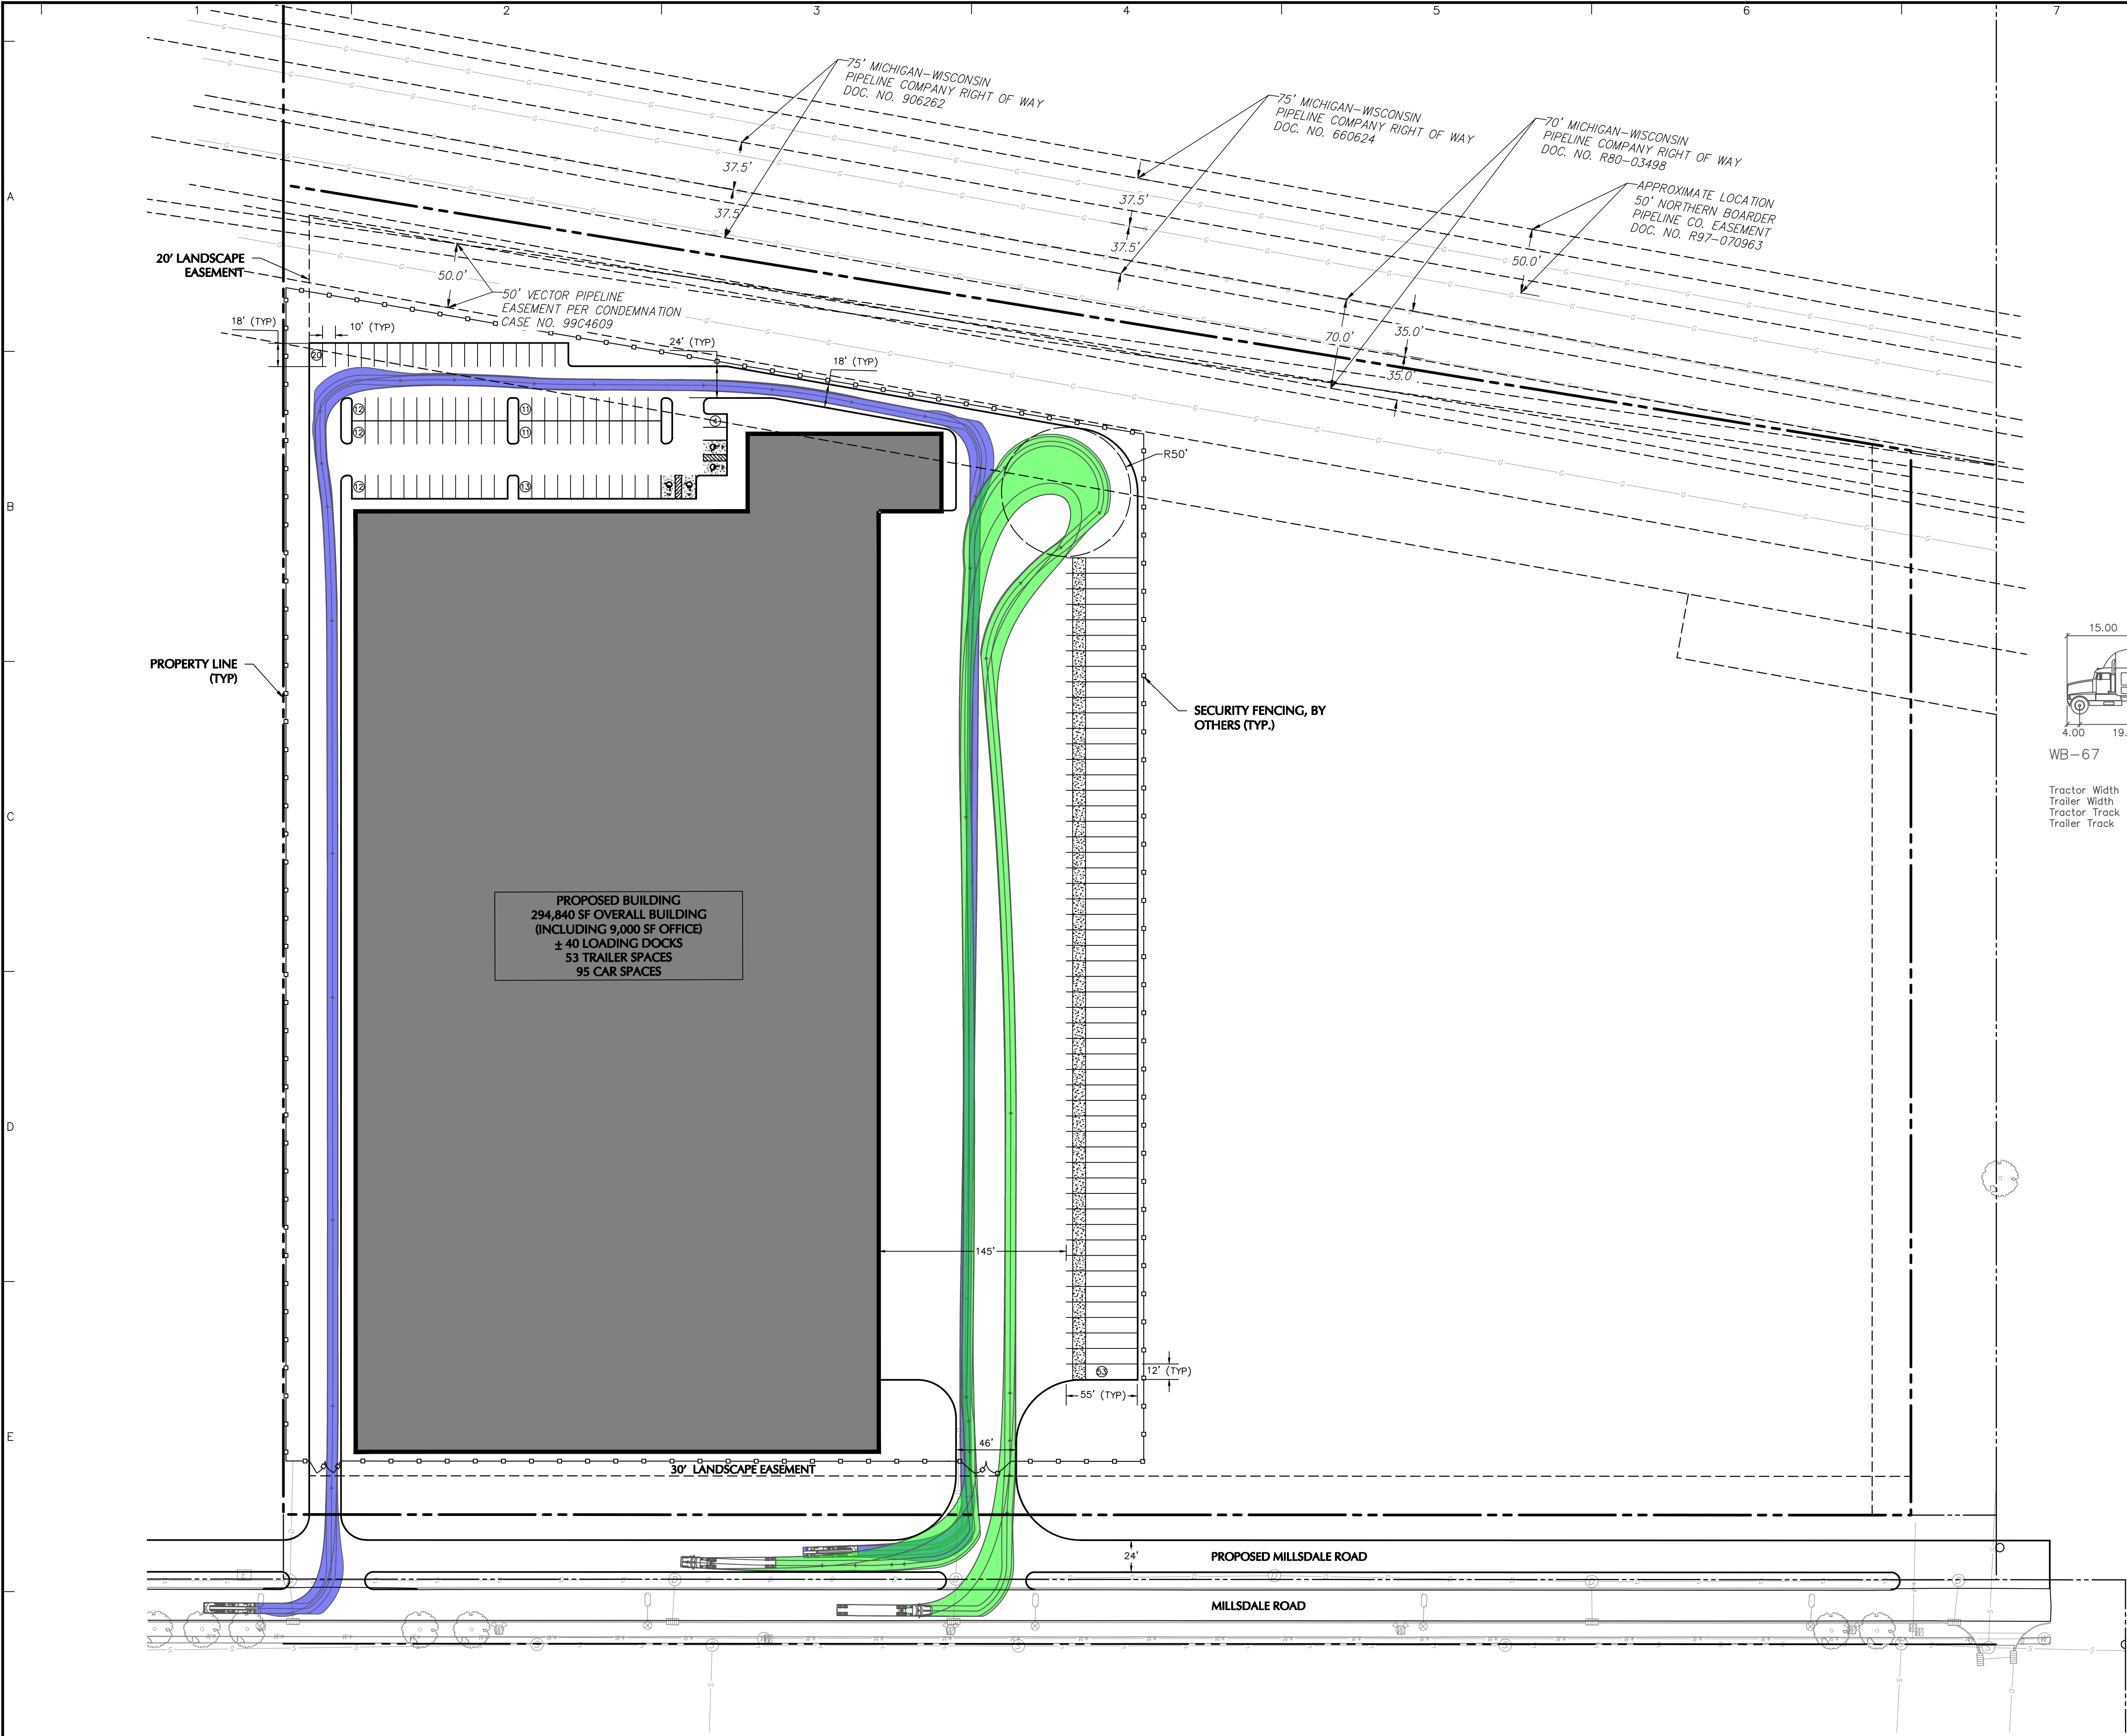 1
2
3
4
5
6
7
A
B
C
D
E
75' MICHIGAN-WISCONSIN
PIPELINE COMPANY RIGHT OF WAY
DOC. NO. 906262
75' MICHIGAN-WISCONSIN
PIPELINE COMPANY RIGHT OF WAY
DOC. NO. 660624
70' MICHIGAN-WISCONSIN
PIPELINE COMPANY RIGHT OF WAY
DOC. NO. R80-03498
APPROXIMATE LOCATION
50' NORTHERN BOARDER
PIPELINE CO. EASEMENT
DOC. NO. R97-070963
37.5'
37.5'
37.5'
37.5'
50.0'
70.0'
35.0'
35.0'
20' LANDSCAPE
EASEMENT
50.0'
50' VECTOR PIPELINE
EASEMENT PER CONDEMNATION
CASE NO. 99C4609
18' (TYP)
10' (TYP)
24' (TYP)
18' (TYP)
20
12
11
4
12
11
12
13
R50'
PROPERTY LINE
(TYP)
SECURITY FENCING, BY
OTHERS (TYP.)
15.00
4.00
19.
WB-67
Tractor Width
Trailer Width
Tractor Track
Trailer Track
PROPOSED BUILDING
294,840 SF OVERALL BUILDING
(INCLUDING 9,000 SF OFFICE)
± 40 LOADING DOCKS
53 TRAILER SPACES
95 CAR SPACES
145'
53
12' (TYP)
55' (TYP)
46'
30' LANDSCAPE EASEMENT
24'
PROPOSED MILLSDALE ROAD
MILLSDALE ROAD